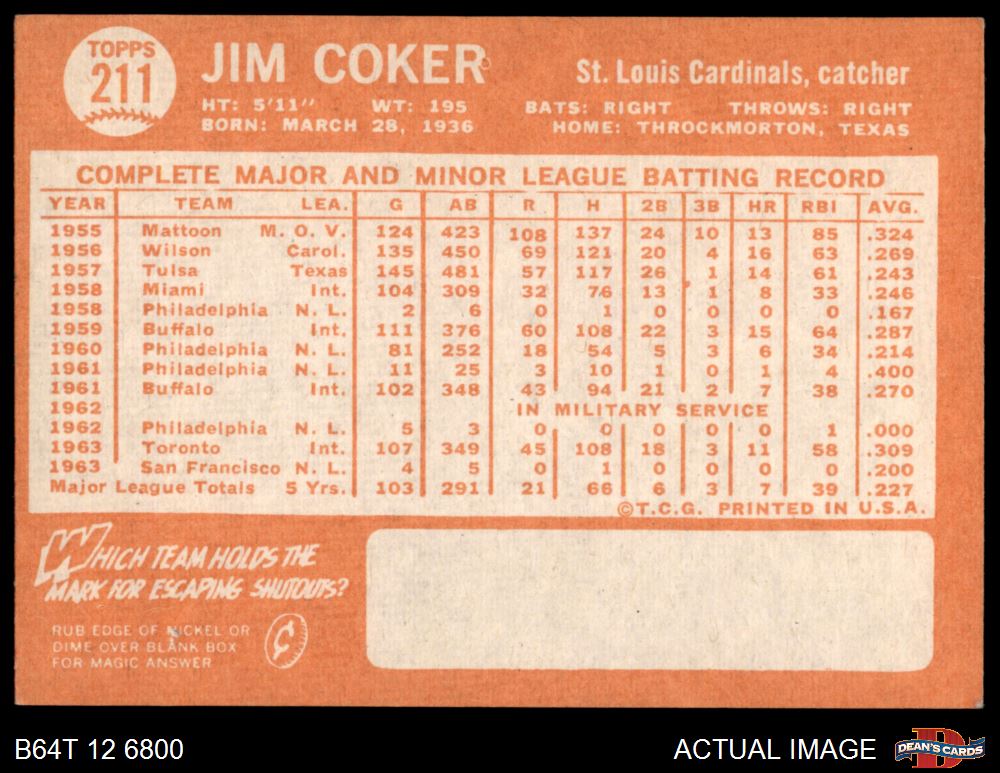 TOPPS
211
JIM COKER
St. Louis Cardinals, catcher
HT: 5'11" WT: 195 BATS: RIGHT THROWS: RIGHT
BORN: MARCH 28, 1936 HOME: THROCKMORTON, TEXAS
COMPLETE MAJOR AND MINOR LEAGUE BATTING RECORD
YEAR TEAM LEA. G AB R H 2B 3B HR RBI AVG.
1955 Mattoon M. O. V. 124 423 108 137 24 10 13 85 .324
1956 Wilson Carol. 135 450 69 121 20 4 16 63 .269
1957 Tulsa Texas 145 481 57 117 26 1 14 61 .243
1958 Miami Int. 104 309 32 76 13 1 8 33 .246
1958 Philadelphia N. L. 2 6 0 1 0 0 0 0 .167
1959 Buffalo Int. 111 376 60 108 22 3 15 64 .287
1960 Philadelphia N. L. 81 252 18 54 5 3 6 34 .214
1961 Philadelphia N. L. 11 25 3 10 1 0 1 4 .400
1961 Buffalo Int. 102 348 43 94 21 2 7 38 .270
1962 IN MILITARY SERVICE
1962 Philadelphia N. L. 5 3 0 0 0 0 0 1 .000
1963 Toronto Int. 107 349 45 108 18 3 11 58 .309
1963 San Francisco N. L. 4 5 0 1 0 0 0 0 .200
Major League Totals 5 Yrs. 103 291 21 66 6 3 7 39 .227
©T.C.G. PRINTED IN U.S.A.
WHICH TEAM HOLDS THE
MARK FOR ESCAPING SHUTOUTS?
RUB EDGE OF NICKEL OR
DIME OVER BLANK BOX
FOR MAGIC ANSWER
B64T 12 6800
ACTUAL IMAGE
D
DEAN'S CARDS